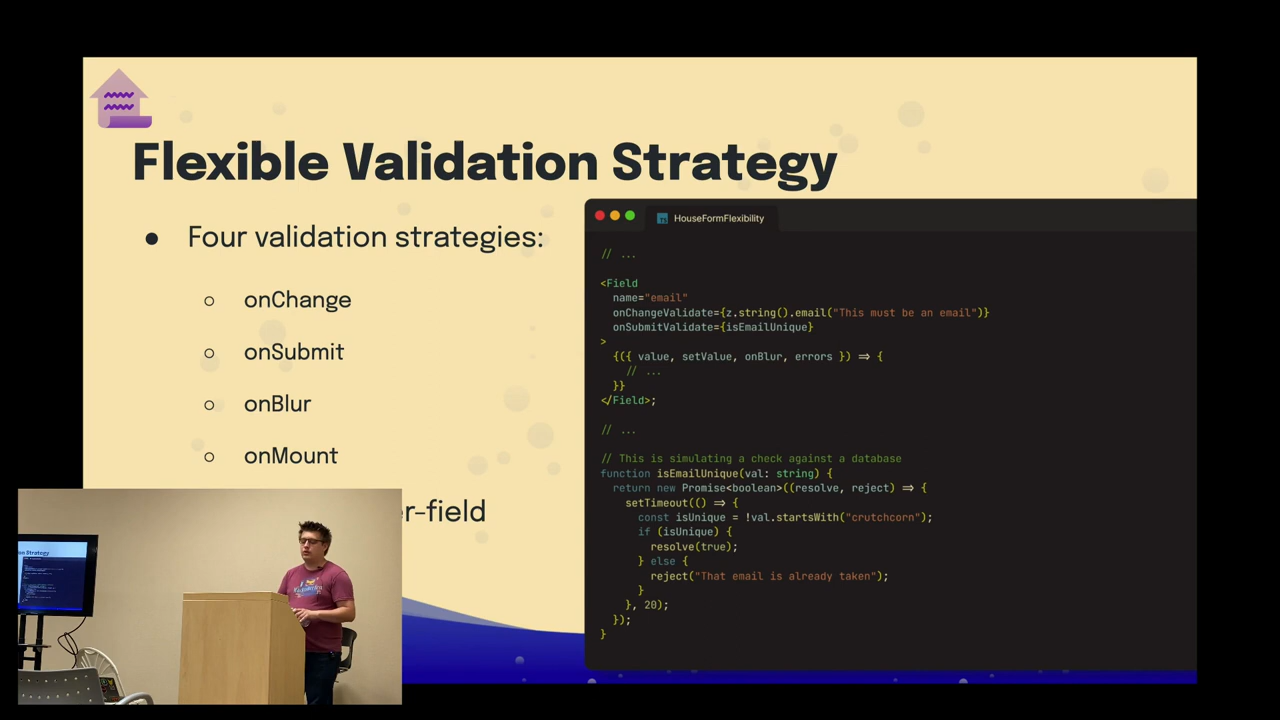 Flexible Validation Strategy
● Four validation strategies:
○ onChange
○ onSubmit
○ onBlur
○ onMount
r-field
HouseFormFlexibility
// ...
<Field
name="email"
onChangeValidate={z.string().email("This must be an email")}
onSubmitValidate={isEmailUnique}
>
{({ value, setValue, onBlur, errors }) => {
// ...
}}
</Field>;
// ...
// This is simulating a check against a database
function isEmailUnique(val: string) {
return new Promise<boolean>((resolve, reject) => {
setTimeout(() => {
const isUnique = !val.startsWith("crutchcorn");
if (isUnique) {
resolve(true);
} else {
reject("That email is already taken");
}
}, 20);
});
}
on Strategy